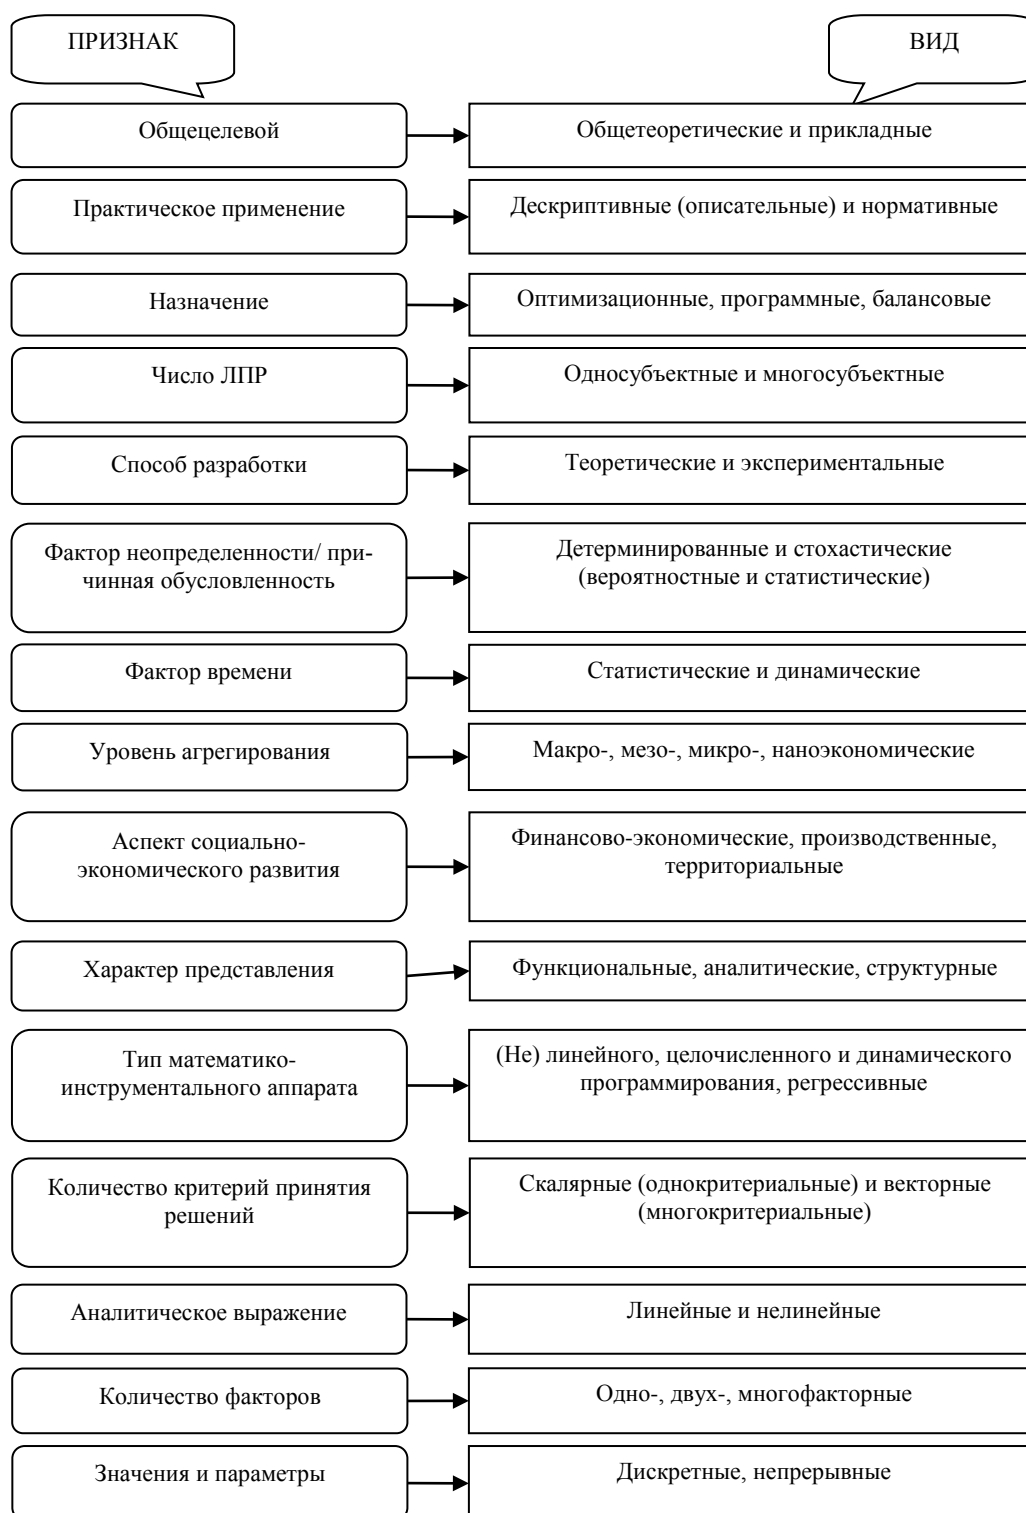 ПРИЗНАК
ВИД
Общецелевой
Общетеоретические и прикладные
Практическое применение
Дескриптивные (описательные) и нормативные
Назначение
Оптимизационные, программные, балансовые
Число ЛПР
Односубъектные и многосубъектные
Способ разработки
Теоретические и экспериментальные
Фактор неопределенности/ при-
чинная обусловленность
Детерминированные и стохастические
(вероятностные и статистические)
Фактор времени
Статистические и динамические
Уровень агрегирования
Макро-, мезо-, микро-, наноэкономические
Аспект социально-
экономического развития
Финансово-экономические, производственные,
территориальные
Характер представления
Функциональные, аналитические, структурные
Тип математико-
инструментального аппарата
(Не) линейного, целочисленного и динамического
программирования, регрессивные
Количество критерий принятия
решений
Скалярные (однокритериальные) и векторные
(многокритериальные)
Аналитическое выражение
Линейные и нелинейные
Количество факторов
Одно-, двух-, многофакторные
Значения и параметры
Дискретные, непрерывные